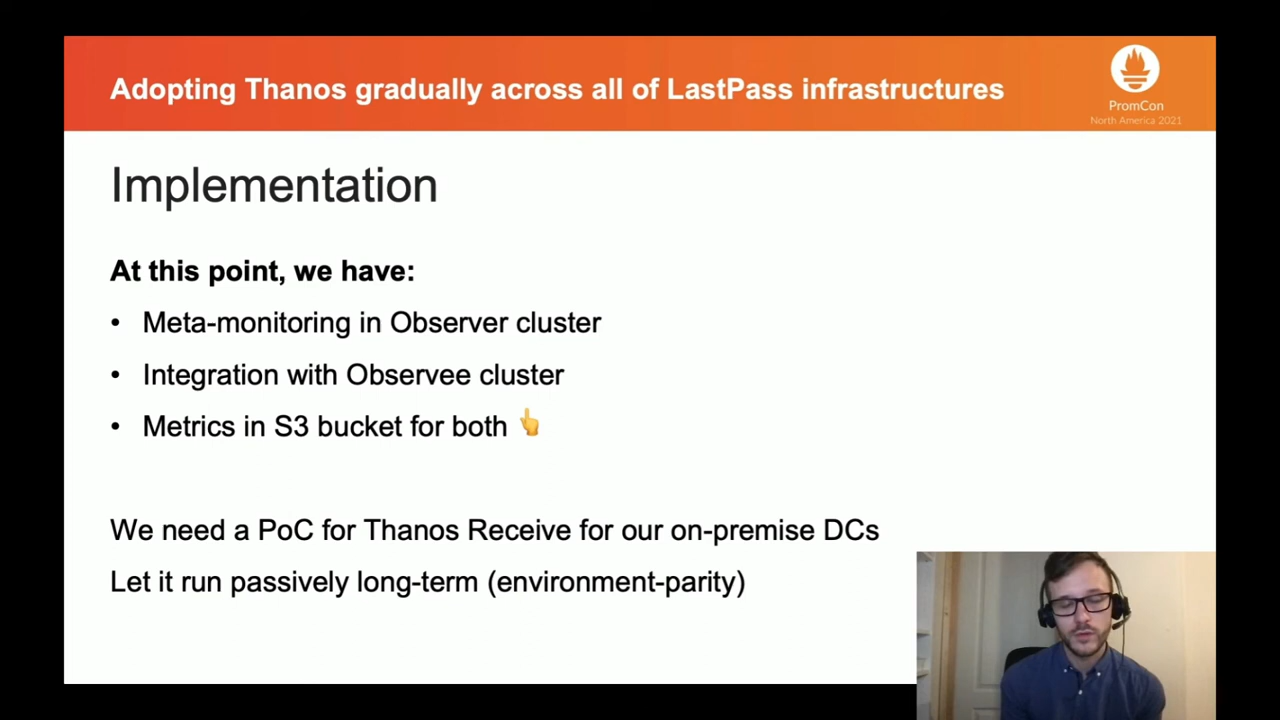 Adopting Thanos gradually across all of LastPass infrastructures
PromCon
North America 2021
Implementation
At this point, we have:
• Meta-monitoring in Observer cluster
• Integration with Observee cluster
• Metrics in S3 bucket for both 👆
We need a PoC for Thanos Receive for our on-premise DCs
Let it run passively long-term (environment-parity)